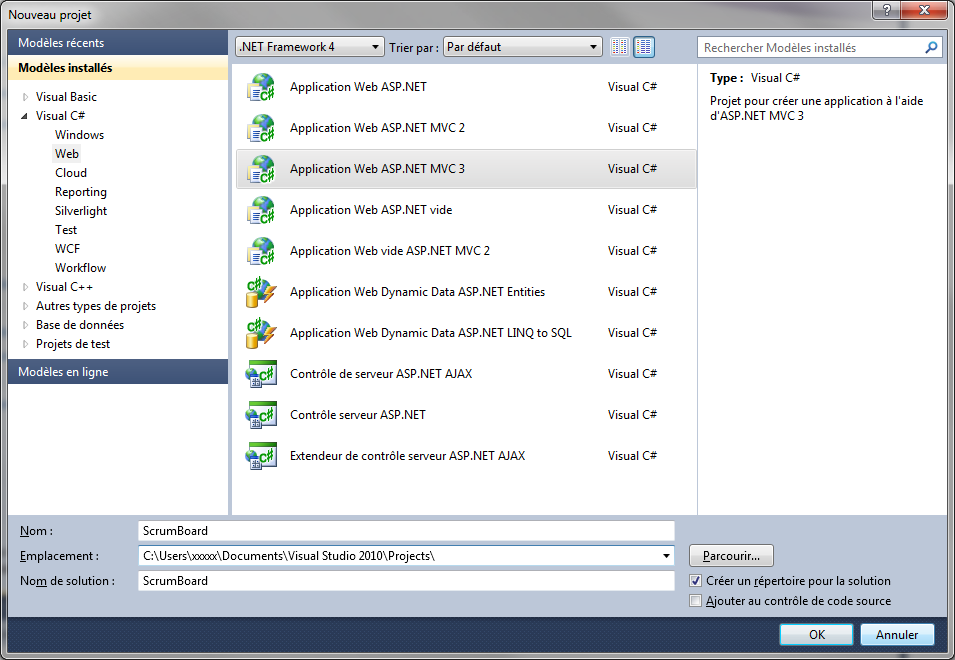 Nouveau projet
Modèles récents
Modèles installés
Visual Basic
Visual C#
Windows
Web
Cloud
Reporting
Silverlight
Test
WCF
Workflow
Visual C++
Autres types de projets
Base de données
Projets de test
Modèles en ligne
.NET Framework 4 Trier par : Par défaut
Application Web ASP.NET Visual C#
Application Web ASP.NET MVC 2 Visual C#
Application Web ASP.NET MVC 3 Visual C#
Application Web ASP.NET vide Visual C#
Application Web vide ASP.NET MVC 2 Visual C#
Application Web Dynamic Data ASP.NET Entities Visual C#
Application Web Dynamic Data ASP.NET LINQ to SQL Visual C#
Contrôle de serveur ASP.NET AJAX Visual C#
Contrôle serveur ASP.NET Visual C#
Extendeur de contrôle serveur ASP.NET AJAX Visual C#
Rechercher Modèles installés
Type : Visual C#
Projet pour créer une application à l'aide
d'ASP.NET MVC 3
Nom : ScrumBoard
Emplacement : C:\Users\xxxxx\Documents\Visual Studio 2010\Projects\ Parcourir...
Nom de solution : ScrumBoard
Créer un répertoire pour la solution
Ajouter au contrôle de code source
OK Annuler